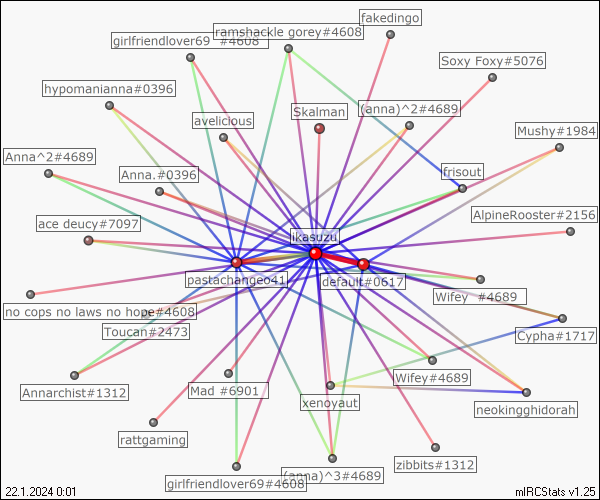 fakedingo
ramshackle gorey#4608
girlfriendlover69 #4608
Soxy Foxy#5076
hypomanianna#0396
(anna)^2#4689
Skalman
avelicious
Mushy#1984
Anna^2#4689
Anna.#0396
frisout
AlpineRooster#2156
ace deucy#7097
ikasuzu
pastachangeo41
default#0617
Wifey #4689
no cops no laws no hope#4608
Toucan#2473
Cypha#1717
Annarchist#1312
Mad #6901
Wifey#4689
xenoyaut
neokingghidorah
rattgaming
zibbits#1312
(anna)^3#4689
girlfriendlover69#4608
22.1.2024 0:01
mIRCStats v1.25